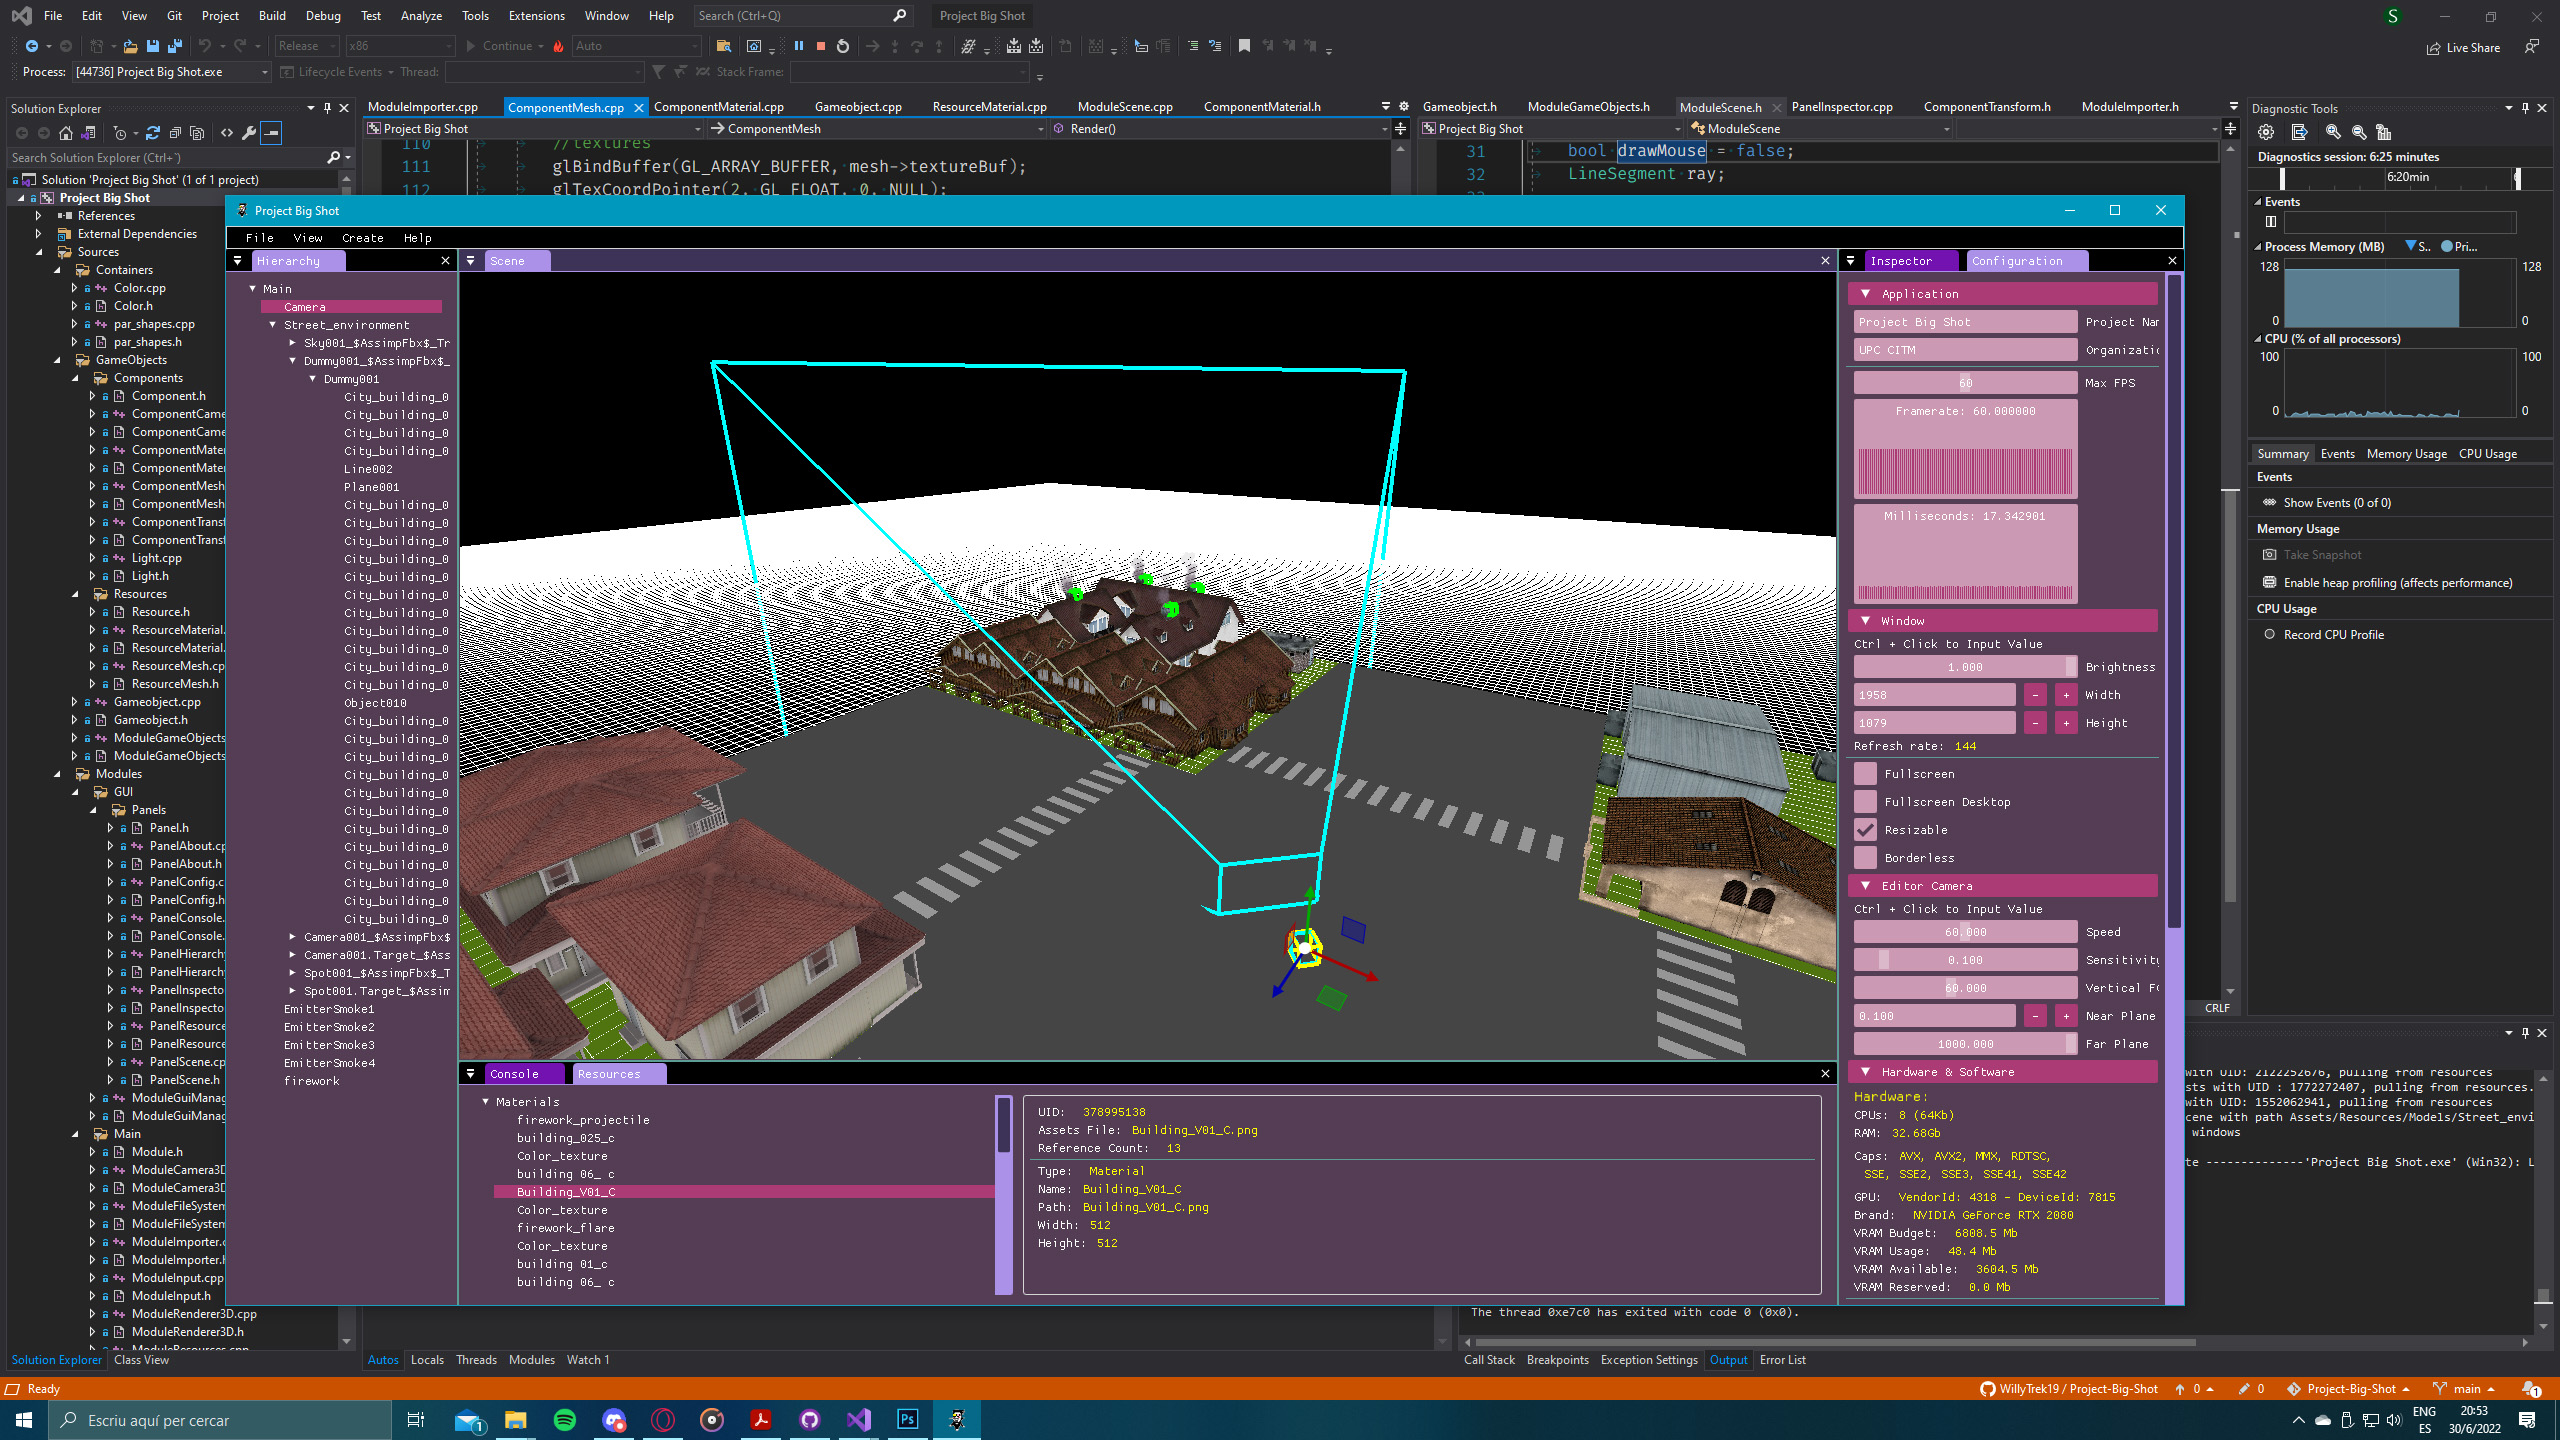 File Edit View Git Project Build Debug Test Analyze Tools Extensions Window Help Search (Ctrl+Q) Project Big Shot S
Release x86 Continue Auto Live Share
Process: [44736] Project Big Shot.exe Lifecycle Events Thread: Stack Frame:
Solution Explorer
Search Solution Explorer (Ctrl+`)
Solution 'Project Big Shot' (1 of 1 project)
Project Big Shot
References
External Dependencies
Sources
Containers
Color.cpp
Color.h
par_shapes.cpp
par_shapes.h
GameObjects
Components
Component.h
ComponentCame
ComponentCame
ComponentMate
ComponentMate
ComponentMesh
ComponentMesh
ComponentTransf
ComponentTransf
Light.cpp
Light.h
Resources
Resource.h
ResourceMaterial.
ResourceMaterial.
ResourceMesh.cp
ResourceMesh.h
Gameobject.cpp
Gameobject.h
ModuleGameObjects
ModuleGameObjects
Modules
GUI
Panels
Panel.h
PanelAbout.cp
PanelAbout.h
PanelConfig.c
PanelConfig.h
PanelConsole.
PanelConsole.
PanelHierarchy
PanelHierarchy
PanelInspecto
PanelInspecto
PanelResource
PanelResource
PanelScene.cp
PanelScene.h
ModuleGuiManag
ModuleGuiManag
Main
Module.h
ModuleCamera3D
ModuleCamera3D
ModuleFileSystem
ModuleFileSystem
ModuleImporter.c
ModuleImporter.h
ModuleInput.cpp
ModuleInput.h
ModuleRenderer3D.cpp
ModuleRenderer3D.h
ModuleResources.cpp
Solution Explorer Class View
ModuleImporter.cpp ComponentMesh.cpp ComponentMaterial.cpp Gameobject.cpp ResourceMaterial.cpp ModuleScene.cpp ComponentMaterial.h
Project Big Shot ComponentMesh Render()
110 //textures
111 glBindBuffer(GL_ARRAY_BUFFER, mesh->textureBuf);
112 glTexCoordPointer(2, GL_FLOAT, 0, NULL);
Gameobject.h ModuleGameObjects.h ModuleScene.h PanelInspector.cpp ComponentTransform.h ModuleImporter.h
Project Big Shot ModuleScene
31 bool drawMouse = false;
32 LineSegment ray;
Project Big Shot
File View Create Help
Hierarchy
Main
Camera
Street_environment
Sky001_$AssimpFbx$_Tr
Dummy001_$AssimpFbx$_
Dummy001
City_building_0
City_building_0
City_building_0
City_building_0
Line002
Plane001
City_building_0
City_building_0
City_building_0
City_building_0
City_building_0
City_building_0
City_building_0
City_building_0
City_building_0
City_building_0
City_building_0
Object010
City_building_0
City_building_0
City_building_0
City_building_0
City_building_0
City_building_0
City_building_0
City_building_0
City_building_0
City_building_0
City_building_0
City_building_0
Camera001_$AssimpFbx$
Camera001.Target_$Ass
Spot001_$AssimpFbx$_T
Spot001.Target_$Assim
EmitterSmoke1
EmitterSmoke2
EmitterSmoke3
EmitterSmoke4
firework
Scene
Console Resources
Materials
firework_projectile
building_025_c
Color_texture
building 06_ c
Building_V01_C
Color_texture
firework_flare
Color_texture
building 01_c
building 06_ c
UID: 378995138
Assets File: Building_V01_C.png
Reference Count: 13
Type: Material
Name: Building_V01_C
Path: Building_V01_C.png
Width: 512
Height: 512
Inspector Configuration
Application
Project Big Shot Project Nam
UPC CITM Organizatio
60 Max FPS
Framerate: 60.000000
Milliseconds: 17.342901
Window
Ctrl + Click to Input Value
1.000 Brightness
1958 - + Width
1079 - + Height
Refresh rate: 144
Fullscreen
Fullscreen Desktop
Resizable
Borderless
Editor Camera
Ctrl + Click to Input Value
60.000 Speed
0.100 Sensitivity
60.000 Vertical FO
0.100 - + Near Plane
1000.000 Far Plane
Hardware & Software
Hardware:
CPUs: 8 (64Kb)
RAM: 32.68Gb
Caps: AVX, AVX2, MMX, RDTSC,
SSE, SSE2, SSE3, SSE41, SSE42
GPU: VendorId: 4318 - DeviceId: 7815
Brand: NVIDIA GeForce RTX 2080
VRAM Budget: 6808.5 Mb
VRAM Usage: 48.4 Mb
VRAM Available: 3604.5 Mb
VRAM Reserved: 0.0 Mb
Diagnostic Tools
Diagnostics session: 6:25 minutes
6:20min 6
Events
Process Memory (MB) S.. Pri...
128 128
0 0
CPU (% of all processors)
100 100
0 0
Summary Events Memory Usage CPU Usage
Events
Show Events (0 of 0)
Memory Usage
Take Snapshot
Enable heap profiling (affects performance)
CPU Usage
Record CPU Profile
CRLF
with UID: 2122252676, pulling from resources
sts with UID : 1772272407, pulling from resources.
with UID: 1552062941, pulling from resources
cene with path Assets/Resources/Models/Street_envi
windows
te --------------'Project Big Shot.exe' (Win32): L
The thread 0xe7c0 has exited with code 0 (0x0).
Autos Locals Threads Modules Watch 1
Call Stack Breakpoints Exception Settings Output Error List
Ready WillyTrek19 / Project-Big-Shot 0 0 Project-Big-Shot main 1
Escriu aquí per cercar 1 Ps ENG 20:53
ES 30/6/2022